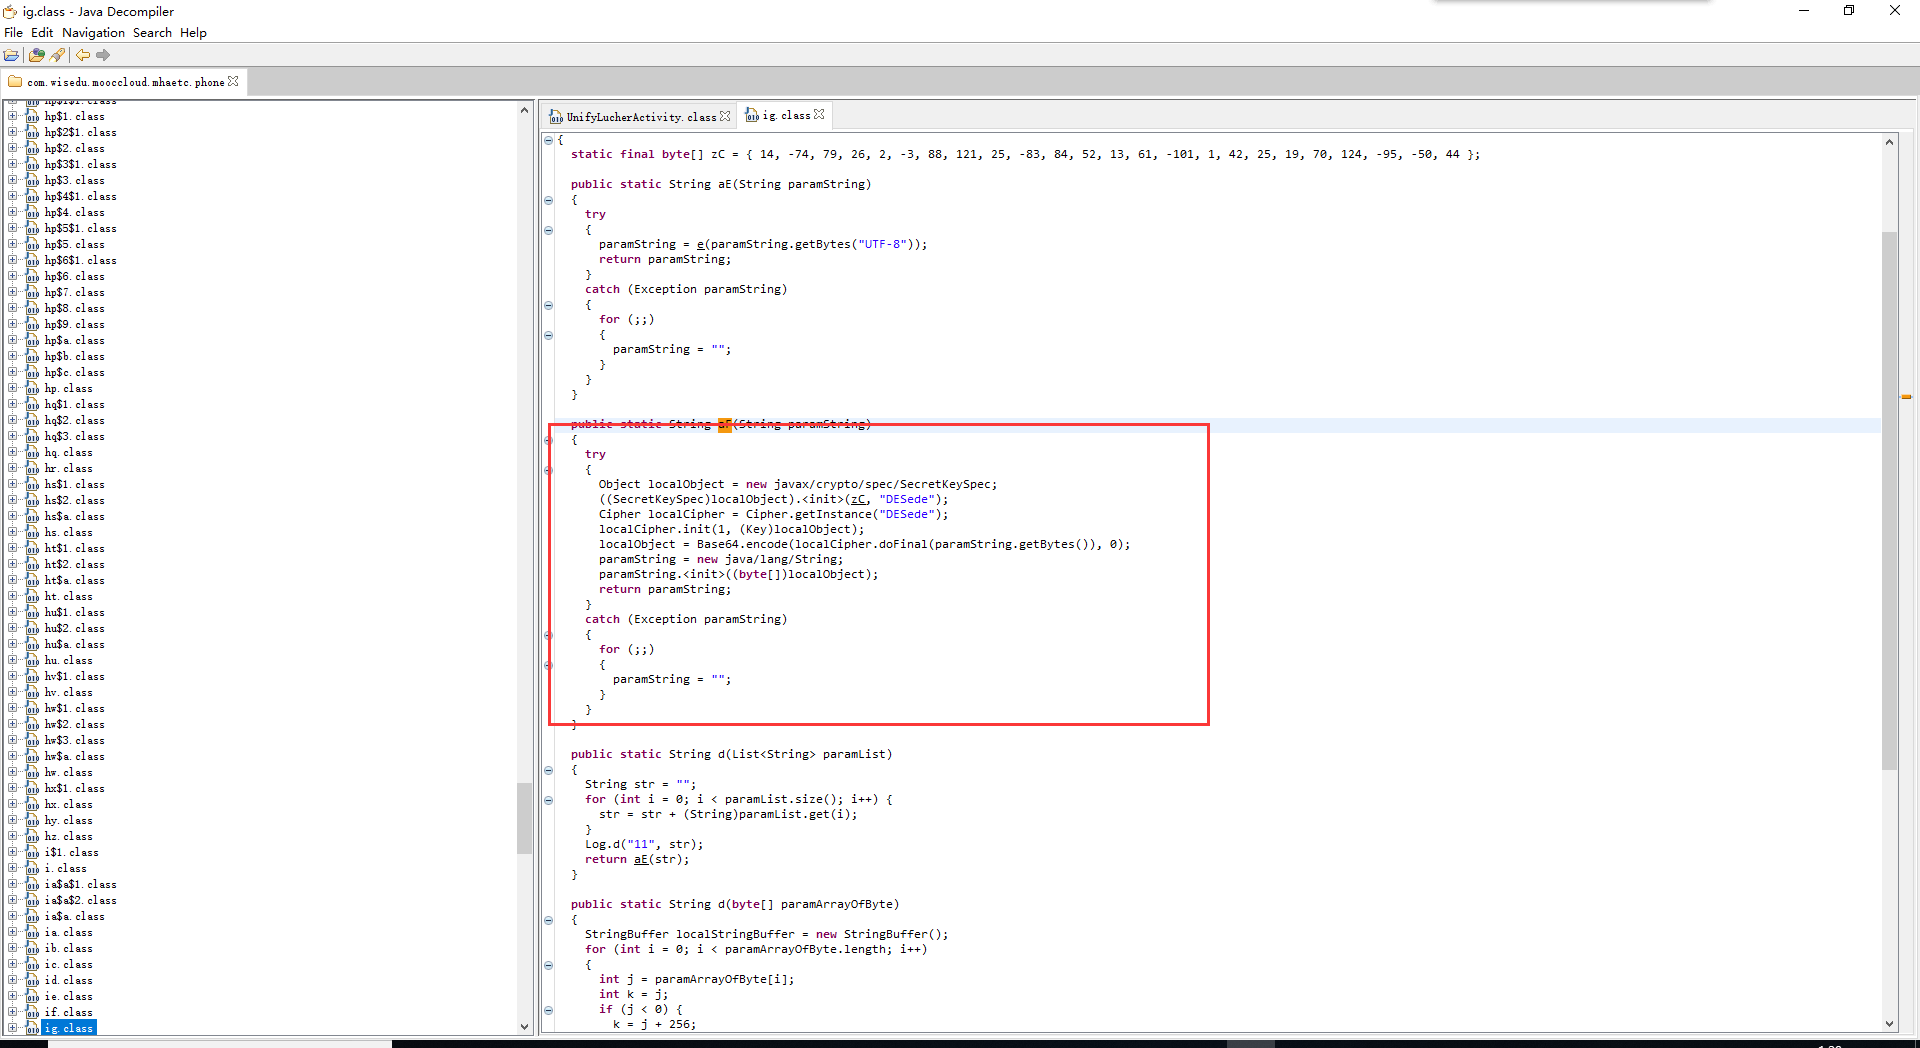 ig.class - Java Decompiler
File Edit Navigation Search Help
com.wisedu.mooccloud.mhaetc.phone
hp$1$1.class
hp$1.class
hp$2$1.class
hp$2.class
hp$3$1.class
hp$3.class
hp$4$1.class
hp$4.class
hp$5$1.class
hp$5.class
hp$6$1.class
hp$6.class
hp$7.class
hp$8.class
hp$9.class
hp$a.class
hp$b.class
hp$c.class
hp.class
hq$1.class
hq$2.class
hq$3.class
hq.class
hr.class
hs$1.class
hs$2.class
hs$a.class
hs.class
ht$1.class
ht$2.class
ht$a.class
ht.class
hu$1.class
hu$2.class
hu$a.class
hu.class
hv$1.class
hv.class
hw$1.class
hw$2.class
hw$3.class
hw$a.class
hw.class
hx$1.class
hx.class
hy.class
hz.class
i$1.class
i.class
ia$a$1.class
ia$a$2.class
ia$a.class
ia.class
ib.class
ic.class
id.class
ie.class
if.class
ig.class
UnifyLucherActivity.class
ig.class
{
static final byte[] zC = { 14, -74, 79, 26, 2, -3, 88, 121, 25, -83, 84, 52, 13, 61, -101, 1, 42, 25, 19, 70, 124, -95, -50, 44 };
public static String aE(String paramString)
{
try
{
paramString = e(paramString.getBytes("UTF-8"));
return paramString;
}
catch (Exception paramString)
{
for (;;)
{
paramString = "";
}
}
}
public static String aF(String paramString)
{
try
{
Object localObject = new javax/crypto/spec/SecretKeySpec;
((SecretKeySpec)localObject).<init>(zC, "DESede");
Cipher localCipher = Cipher.getInstance("DESede");
localCipher.init(1, (Key)localObject);
localObject = Base64.encode(localCipher.doFinal(paramString.getBytes()), 0);
paramString = new java/lang/String;
paramString.<init>((byte[])localObject);
return paramString;
}
catch (Exception paramString)
{
for (;;)
{
paramString = "";
}
}
}
public static String d(List<String> paramList)
{
String str = "";
for (int i = 0; i < paramList.size(); i++) {
str = str + (String)paramList.get(i);
}
Log.d("11", str);
return aE(str);
}
public static String d(byte[] paramArrayOfByte)
{
StringBuffer localStringBuffer = new StringBuffer();
for (int i = 0; i < paramArrayOfByte.length; i++)
{
int j = paramArrayOfByte[i];
int k = j;
if (j < 0) {
k = j + 256;